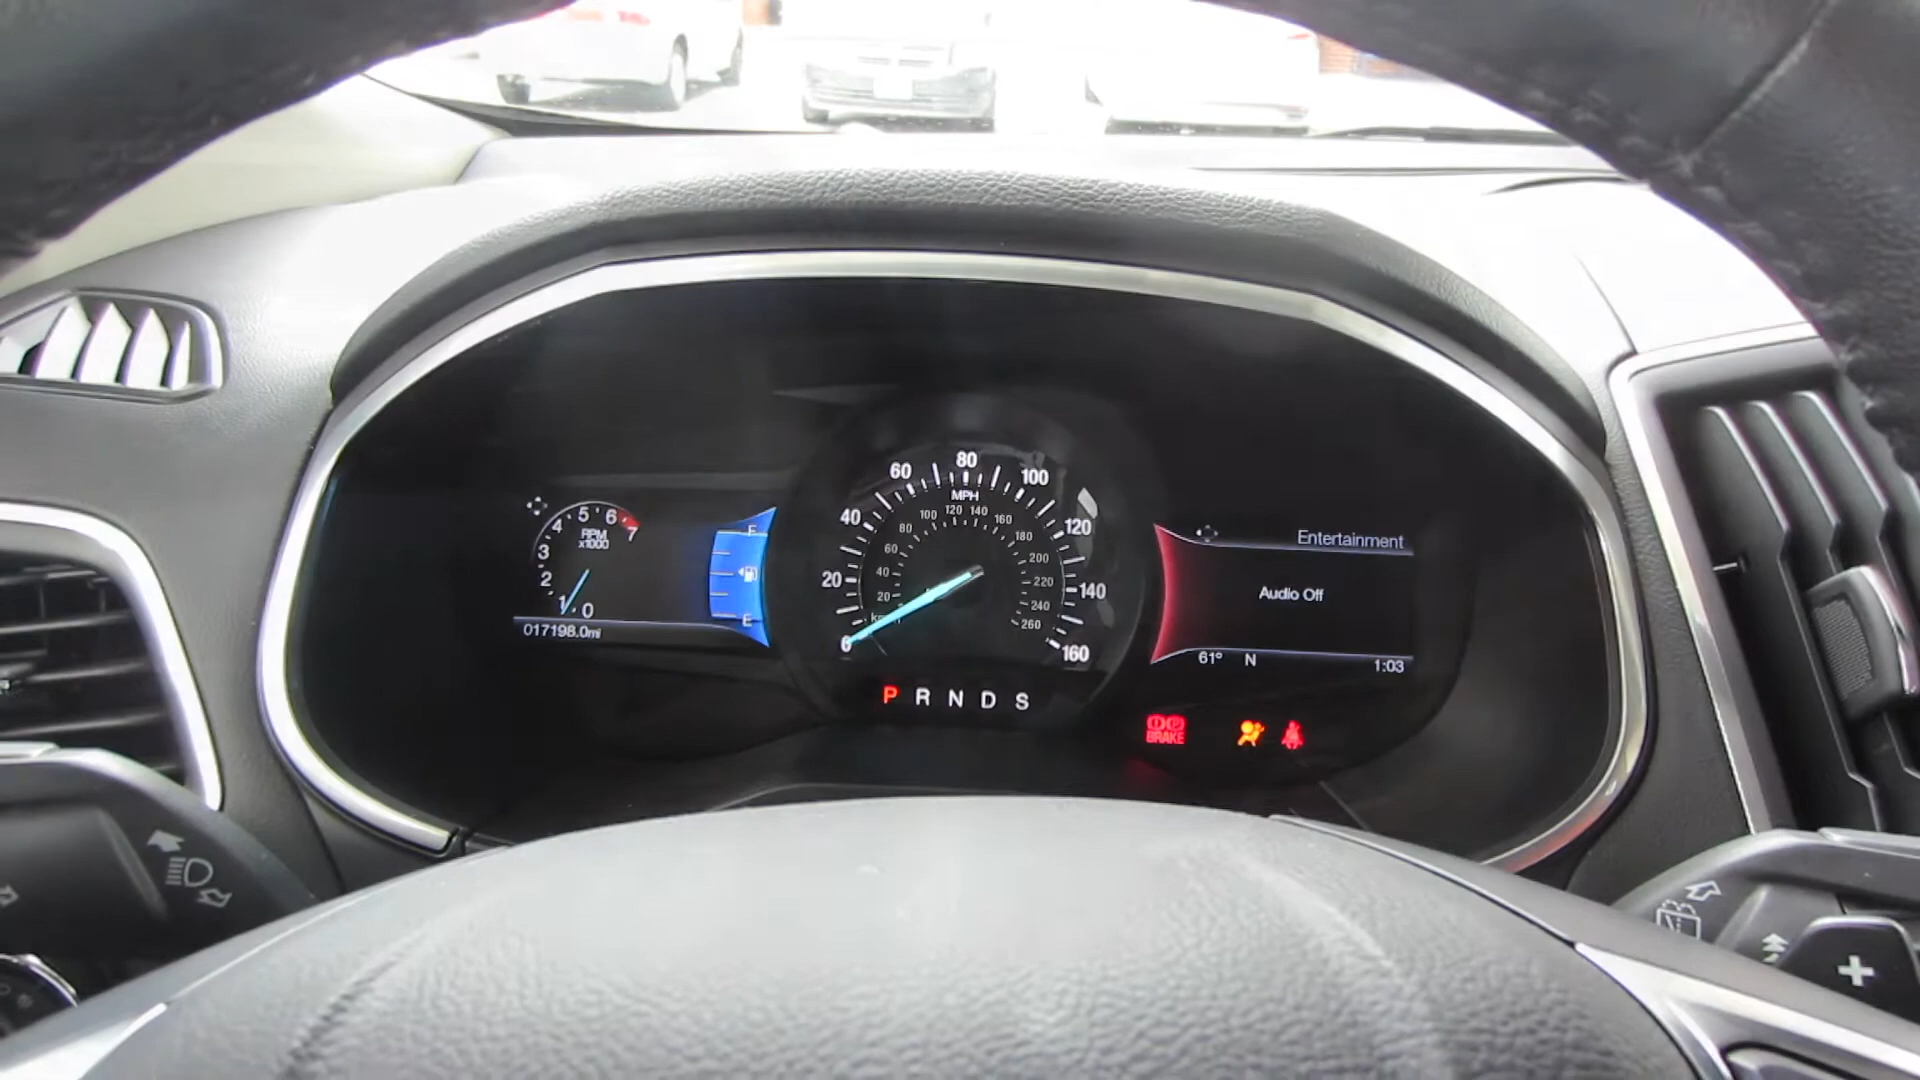 7
6
5
4
3
2
1
0
RPM
x1000
017198.0mi
F
E
0
20
40
60
80
100
120
140
160
MPH
20
40
60
80
100
120
140
160
180
200
220
240
260
P R N D S
Entertainment
Audio Off
61° N 1:03
BRAKE